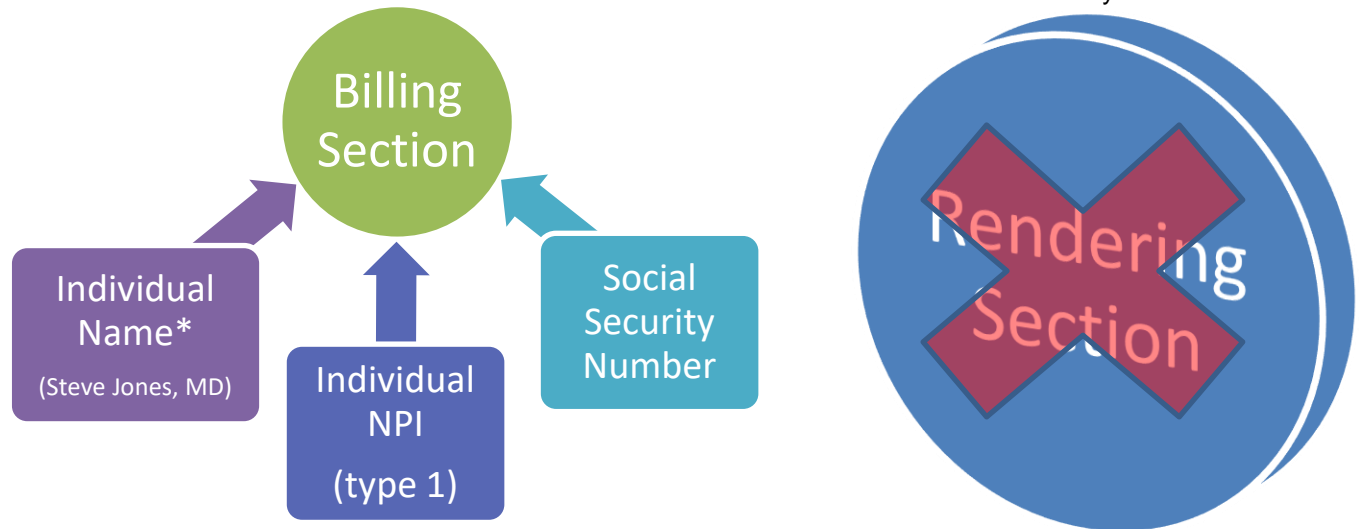 Billing
Section
Individual
Name*
(Steve Jones, MD)
Individual
NPI
(type 1)
Social
Security
Number
Rendering
Section